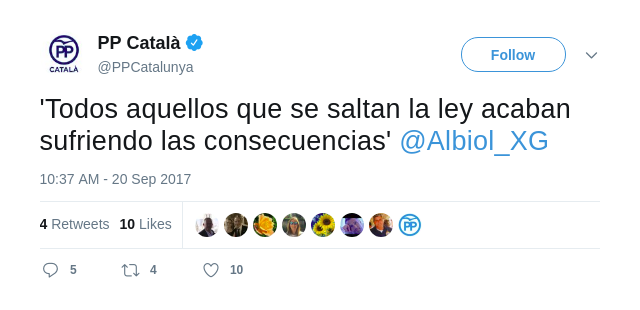 PP Català
@PPCatalunya
PP
CATALÀ
Follow
'Todos aquellos que se saltan la ley acaban
sufriendo las consecuencias' @Albiol_XG
10:37 AM - 20 Sep 2017
4 Retweets 10 Likes
PP
5 4 10